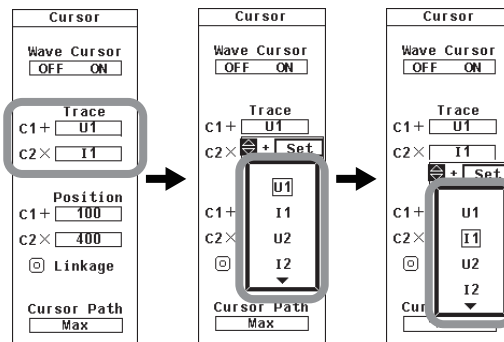 Cursor
Wave Cursor
OFF ON
Trace
C1+ U1
C2× I1
Position
C1+ 100
C2× 400
Linkage
Cursor Path
Max
Cursor
Wave Cursor
OFF ON
Trace
C1+ U1
C2× + Set
U1
C1+ I1
C2× U2
I2
Cursor Path
Max
Cursor
Wave Cursor
OFF ON
Trace
C1+ U1
C2× I1
+ Set
C1+ U1
C2× I1
U2
I2
Cur